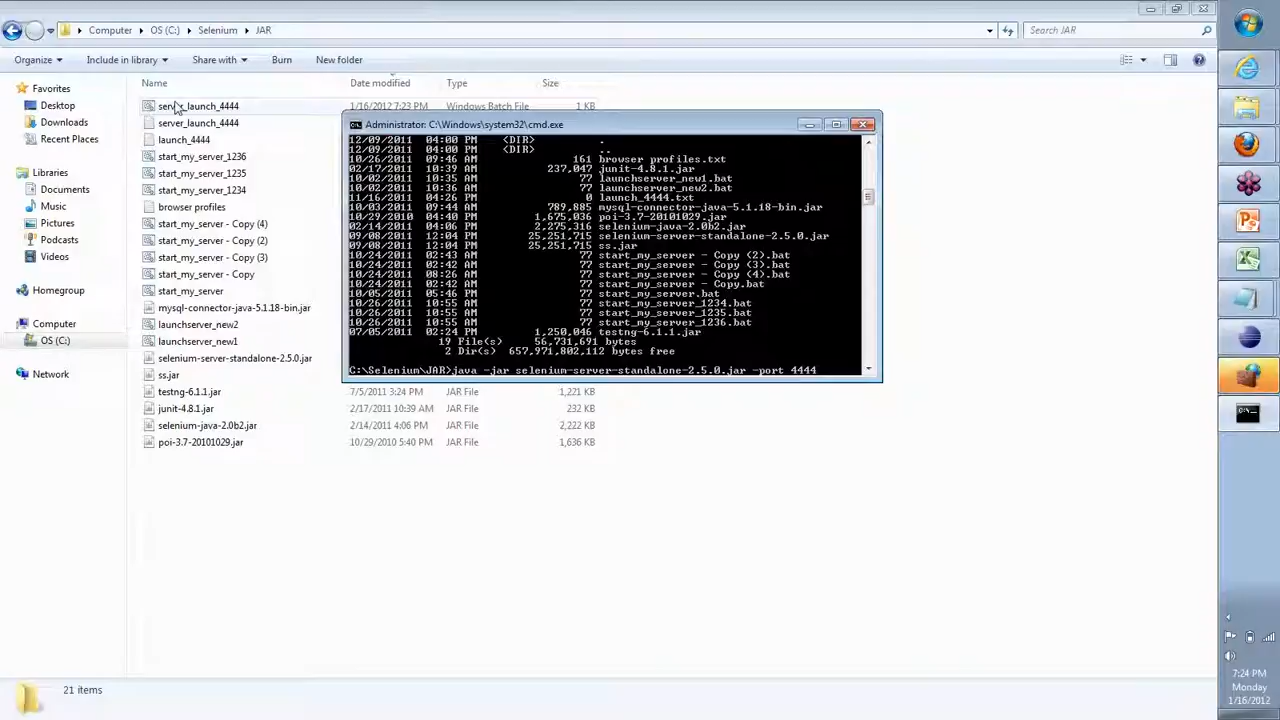 Computer OS (C:) Selenium JAR
Search JAR
Organize Include in library Share with Burn New folder
Name Date modified Type Size
Favorites
Desktop
Downloads
Recent Places
Libraries
Documents
Music
Pictures
Podcasts
Videos
Homegroup
Computer
OS (C:)
Network
server_launch_4444 1/16/2012 7:23 PM Windows Batch File 1 KB
server_launch_4444
launch_4444
start_my_server_1236
start_my_server_1235
start_my_server_1234
browser profiles
start_my_server - Copy (4)
start_my_server - Copy (2)
start_my_server - Copy (3)
start_my_server - Copy
start_my_server
mysql-connector-java-5.1.18-bin.jar
launchserver_new2
launchserver_new1
selenium-server-standalone-2.5.0.jar
ss.jar
testng-6.1.1.jar 7/5/2011 3:24 PM JAR File 1,221 KB
junit-4.8.1.jar 2/17/2011 10:39 AM JAR File 232 KB
selenium-java-2.0b2.jar 2/14/2011 4:06 PM JAR File 2,222 KB
poi-3.7-20101029.jar 10/29/2010 5:40 PM JAR File 1,636 KB
Administrator: C:\Windows\system32\cmd.exe
12/09/2011 04:00 PM <DIR> .
12/09/2011 04:00 PM <DIR> ..
10/26/2011 09:46 AM 161 browser profiles.txt
02/17/2011 10:39 AM 237,047 junit-4.8.1.jar
10/02/2011 10:35 AM 77 launchserver_new1.bat
10/02/2011 10:36 AM 77 launchserver_new2.bat
11/16/2011 04:26 PM 0 launch_4444.txt
10/03/2011 09:44 AM 789,885 mysql-connector-java-5.1.18-bin.jar
10/29/2010 04:40 PM 1,675,036 poi-3.7-20101029.jar
02/14/2011 04:06 PM 2,275,316 selenium-java-2.0b2.jar
09/08/2011 12:04 PM 25,251,715 selenium-server-standalone-2.5.0.jar
09/08/2011 12:04 PM 25,251,715 ss.jar
10/24/2011 02:43 AM 77 start_my_server - Copy (2).bat
10/24/2011 02:42 AM 77 start_my_server - Copy (3).bat
10/24/2011 08:26 AM 77 start_my_server - Copy (4).bat
10/24/2011 02:42 AM 77 start_my_server - Copy.bat
10/05/2011 05:46 PM 77 start_my_server.bat
10/26/2011 10:55 AM 77 start_my_server_1234.bat
10/26/2011 10:55 AM 77 start_my_server_1235.bat
10/26/2011 10:55 AM 77 start_my_server_1236.bat
07/05/2011 02:24 PM 1,250,046 testng-6.1.1.jar
19 File(s) 56,731,691 bytes
2 Dir(s) 657,971,802,112 bytes free
C:\Selenium\JAR>java -jar selenium-server-standalone-2.5.0.jar -port 4444
21 items
7:24 PM
Monday
1/16/2012